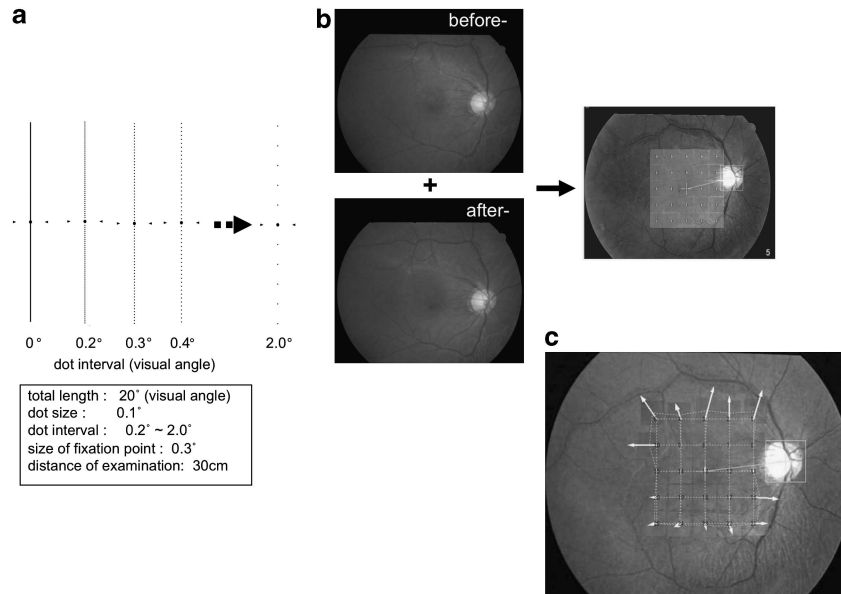 a
0° 0.2° 0.3° 0.4° 2.0°
dot interval (visual angle)
total length : 20° (visual angle)
dot size : 0.1°
dot interval : 0.2° ~ 2.0°
size of fixation point : 0.3°
distance of examination: 30cm
b
before-
+
after-
5
c